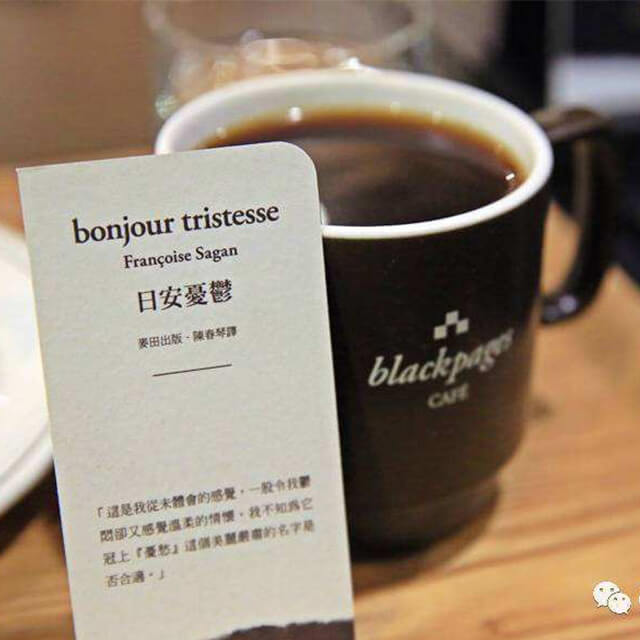 bonjour tristesse
Françoise Sagan
日安憂鬱
麥田出版·陳春琴譯
「這是我從未體會的感覺,一股令我鬱
悶卻又感覺溫柔的情懷,我不知為它
冠上『憂愁』這個美麗嚴肅的名字是
否合適。」
blackpages
CAFÉ